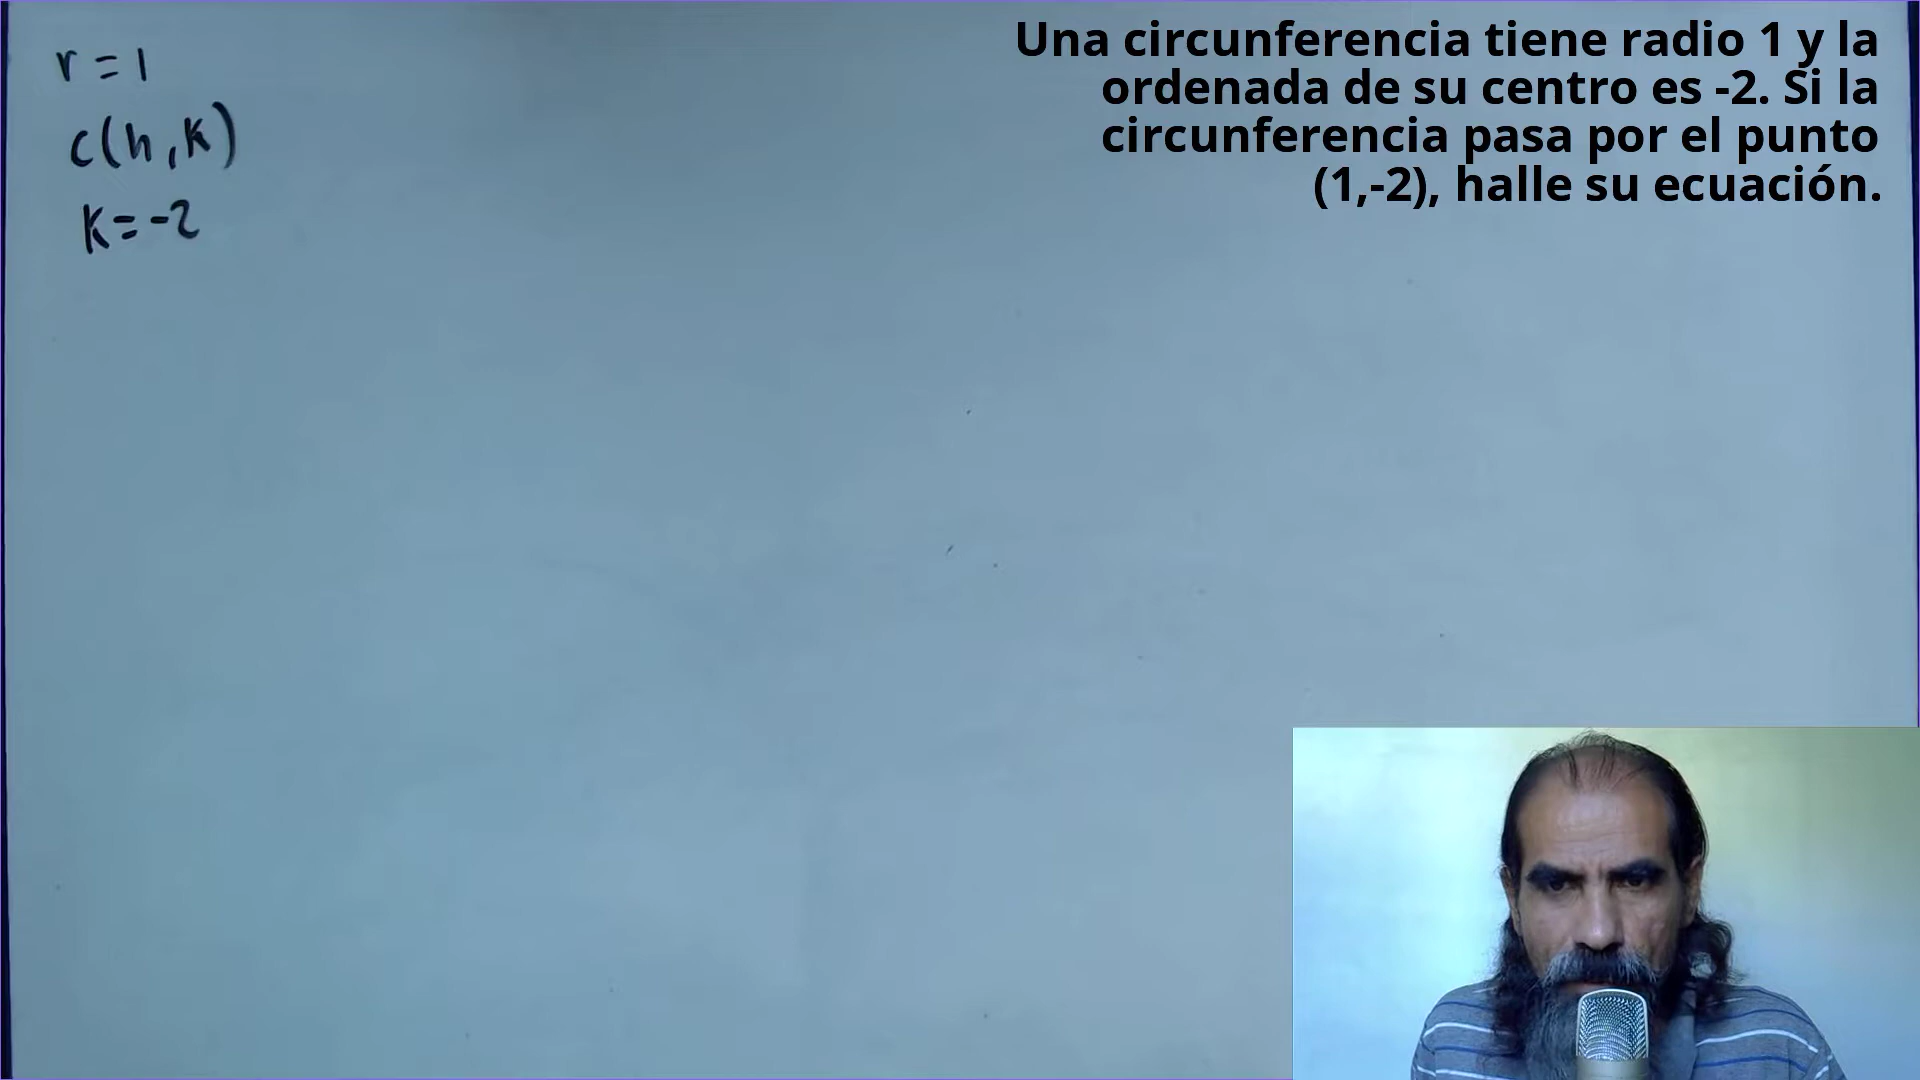 r = 1
c(h,k)
k = -2
Una circunferencia tiene radio 1 y la
ordenada de su centro es -2. Si la
circunferencia pasa por el punto
(1,-2), halle su ecuación.